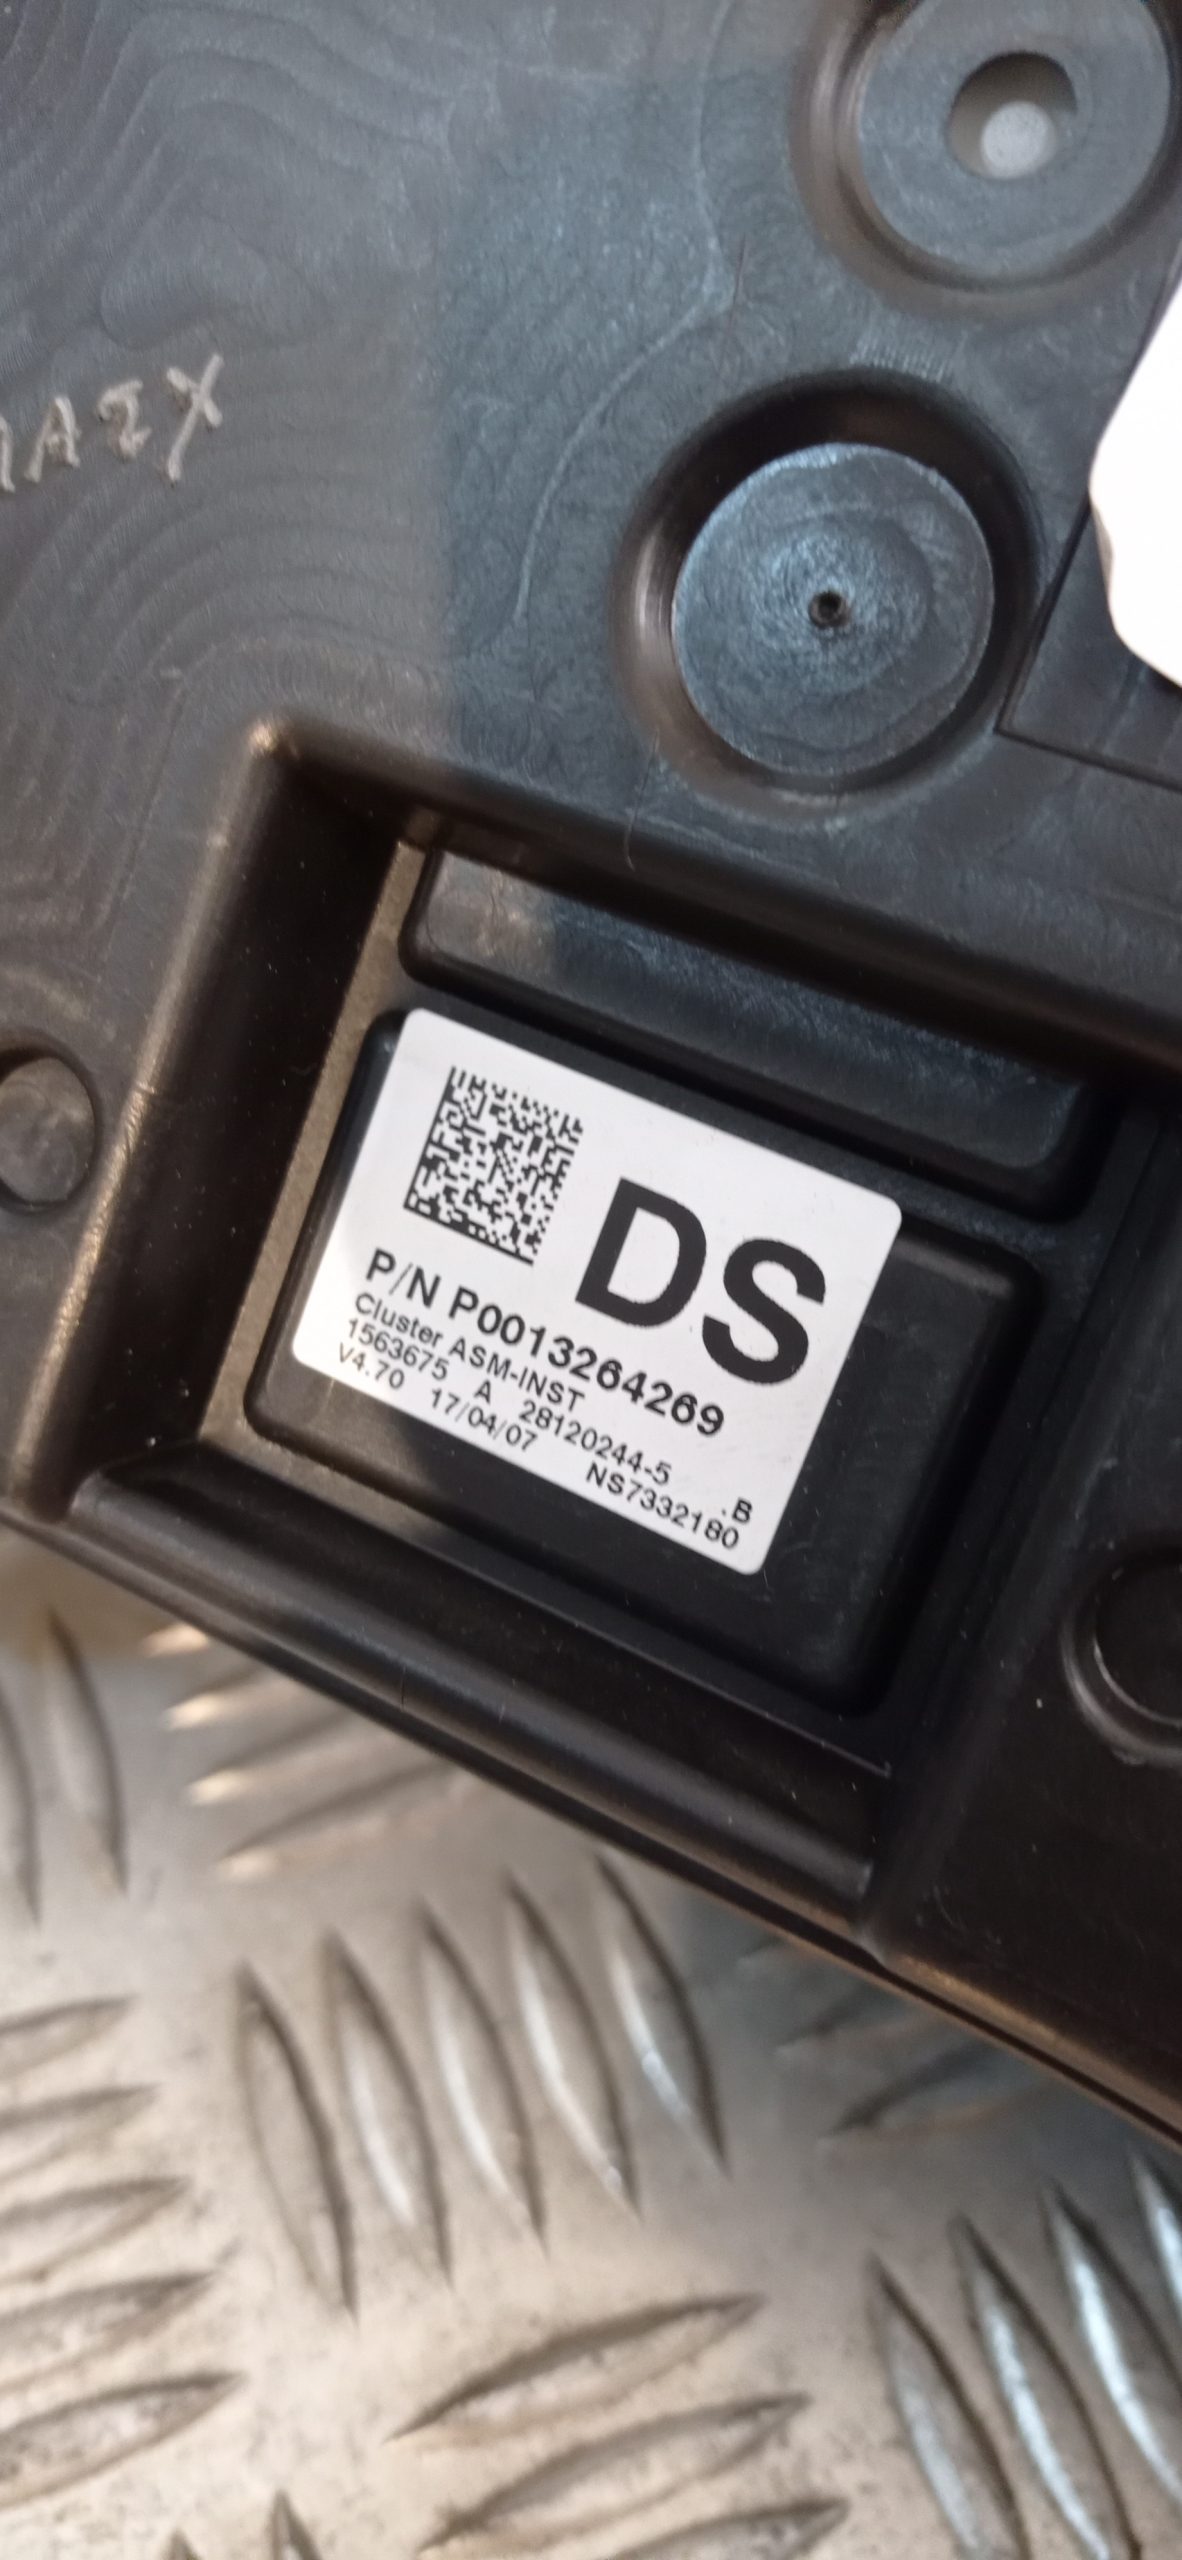 DS
P/N P0013264269
Cluster ASM-INST
1563675 A 28120244-5 .B
V4.70 17/04/07 NS7332180